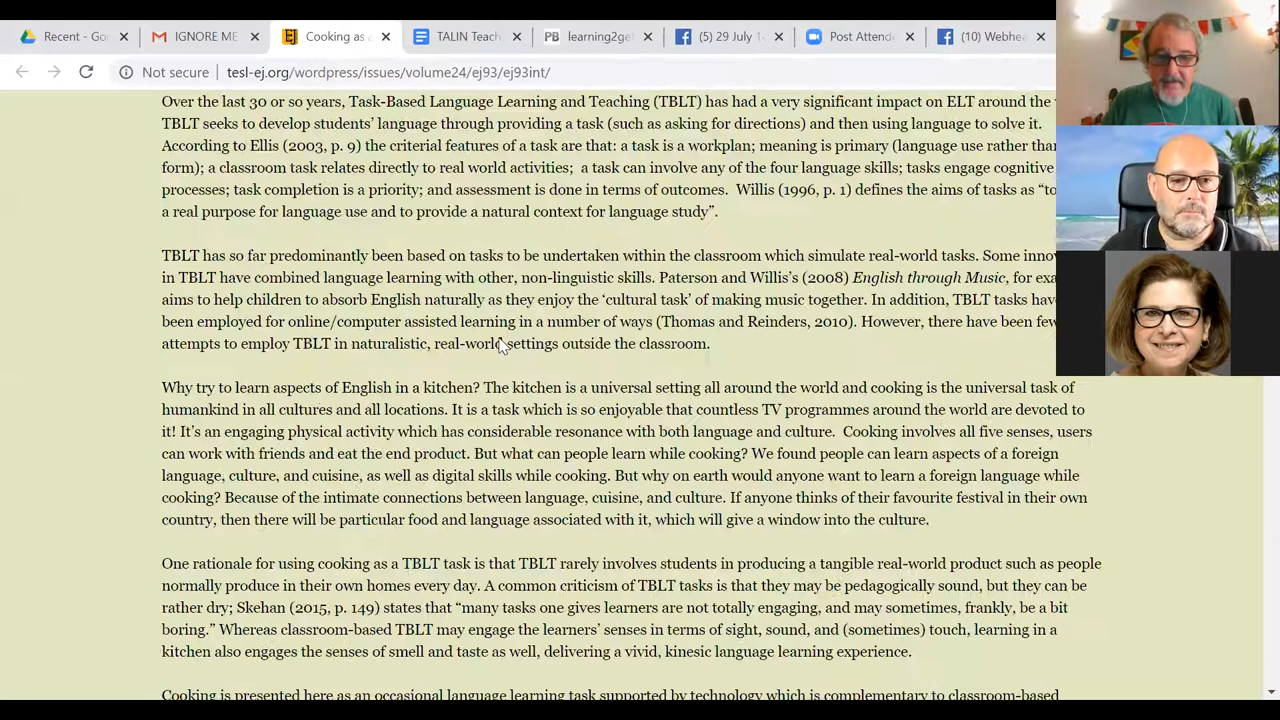 Recent - Go
IGNORE ME
Cooking as a
TALIN Teach
PB learning2get
(5) 29 July 1
Post Attende
(10) Webhea
Not secure
tesl-ej.org/wordpress/issues/volume24/ej93/ej93int/
Over the last 30 or so years, Task-Based Language Learning and Teaching (TBLT) has had a very significant impact on ELT around the
TBLT seeks to develop students’ language through providing a task (such as asking for directions) and then using language to solve it.
According to Ellis (2003, p. 9) the criterial features of a task are that: a task is a workplan; meaning is primary (language use rather than
form); a classroom task relates directly to real world activities; a task can involve any of the four language skills; tasks engage cognitive
processes; task completion is a priority; and assessment is done in terms of outcomes. Willis (1996, p. 1) defines the aims of tasks as “to
a real purpose for language use and to provide a natural context for language study”.
TBLT has so far predominantly been based on tasks to be undertaken within the classroom which simulate real-world tasks. Some innov
in TBLT have combined language learning with other, non-linguistic skills. Paterson and Willis’s (2008) English through Music, for exa
aims to help children to absorb English naturally as they enjoy the ‘cultural task’ of making music together. In addition, TBLT tasks hav
been employed for online/computer assisted learning in a number of ways (Thomas and Reinders, 2010). However, there have been few
attempts to employ TBLT in naturalistic, real-world settings outside the classroom.
Why try to learn aspects of English in a kitchen? The kitchen is a universal setting all around the world and cooking is the universal task of
humankind in all cultures and all locations. It is a task which is so enjoyable that countless TV programmes around the world are devoted to
it! It’s an engaging physical activity which has considerable resonance with both language and culture. Cooking involves all five senses, users
can work with friends and eat the end product. But what can people learn while cooking? We found people can learn aspects of a foreign
language, culture, and cuisine, as well as digital skills while cooking. But why on earth would anyone want to learn a foreign language while
cooking? Because of the intimate connections between language, cuisine, and culture. If anyone thinks of their favourite festival in their own
country, then there will be particular food and language associated with it, which will give a window into the culture.
One rationale for using cooking as a TBLT task is that TBLT rarely involves students in producing a tangible real-world product such as people
normally produce in their own homes every day. A common criticism of TBLT tasks is that they may be pedagogically sound, but they can be
rather dry; Skehan (2015, p. 149) states that “many tasks one gives learners are not totally engaging, and may sometimes, frankly, be a bit
boring.” Whereas classroom-based TBLT may engage the learners’ senses in terms of sight, sound, and (sometimes) touch, learning in a
kitchen also engages the senses of smell and taste as well, delivering a vivid, kinesic language learning experience.
Cooking is presented here as an occasional language learning task supported by technology which is complementary to classroom-based